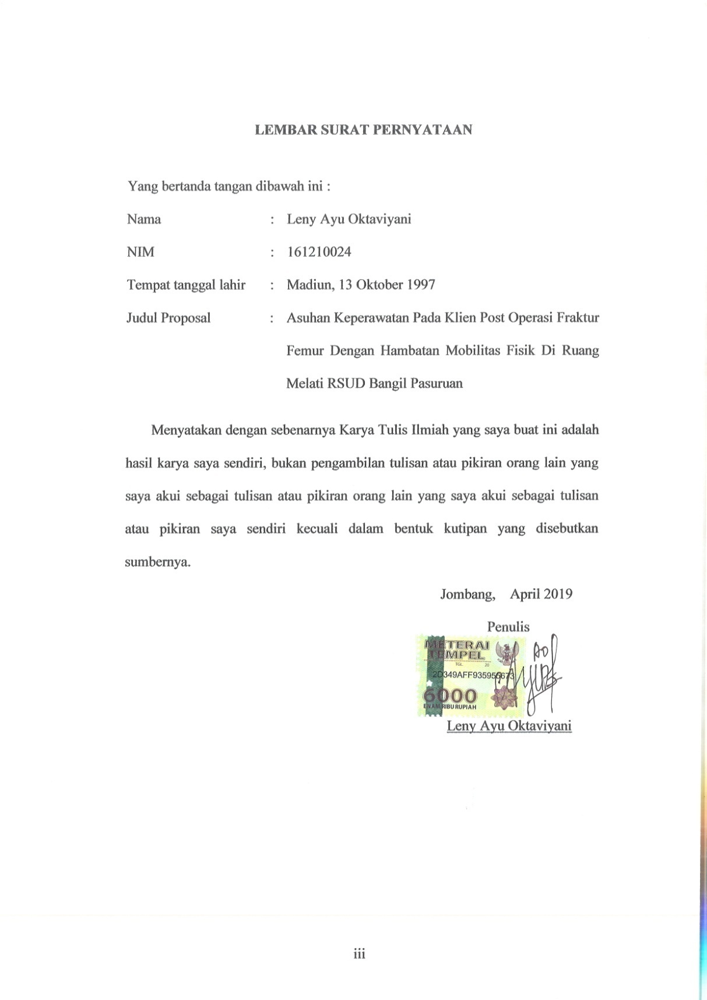 LEMBAR SURAT PERNYATAAN
Yang bertanda tangan dibawah ini :
Nama : Leny Ayu Oktaviyani
NIM : 161210024
Tempat tanggal lahir : Madiun, 13 Oktober 1997
Judul Proposal : Asuhan Keperawatan Pada Klien Post Operasi Fraktur
Femur Dengan Hambatan Mobilitas Fisik Di Ruang
Melati RSUD Bangil Pasuruan
Menyatakan dengan sebenarnya Karya Tulis Ilmiah yang saya buat ini adalah
hasil karya saya sendiri, bukan pengambilan tulisan atau pikiran orang lain yang
saya akui sebagai tulisan atau pikiran orang lain yang saya akui sebagai tulisan
atau pikiran saya sendiri kecuali dalam bentuk kutipan yang disebutkan
sumbernya.
Jombang, April 2019
Penulis
METERAI
TEMPEL
TGL. 20
2D349AFF935956673
6000
ENAM RIBU RUPIAH
Leny Ayu Oktaviyani
iii